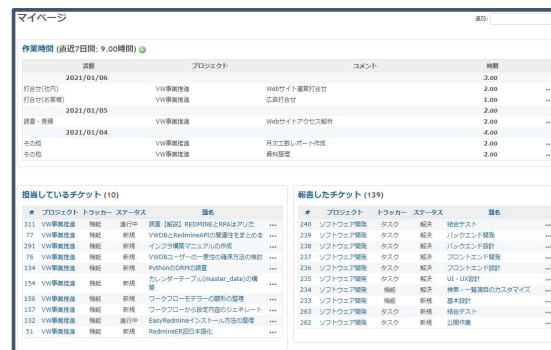 マイページ
追加:
作業時間 (直近7日間: 9.00時間)
活動 プロジェクト コメント 時間
2021/01/06 3.00
打合せ(社内) VW事業推進 Webサイト運営打合せ 2.00 ...
打合せ(お客様) VW事業推進 広告打合せ 1.00 ...
2021/01/05 2.00
調査・見積 VW事業推進 Webサイトアクセス解析 2.00 ...
2021/01/04 4.00
その他 VW事業推進 月次工数レポート作成 2.00 ...
その他 VW事業推進 資料整理 2.00 ...
担当しているチケット (10)
# プロジェクト トラッカー ステータス 題名
311 VW事業推進 機能 進行中 調査【解説】REDMINEとRPAはアリだ ...
77 VW事業推進 機能 新規 VWDBとRedmineAPIの関連性をまとめる ...
291 VW事業推進 機能 新規 インフラ構築マニュアルの作成 ...
76 VW事業推進 機能 新規 VWDBユーザーの一意性の確保方法の検討 ...
134 VW事業推進 機能 新規 PythonのORMの調査 ...
154 VW事業推進 機能 新規 カレンダーテーブル(master_date)の構築 ...
156 VW事業推進 機能 新規 ワークフローモデラーの雛形の整理 ...
157 VW事業推進 機能 新規 ワークフローから設定内容のジェネレート ...
132 VW事業推進 機能 進行中 EasyRedmineインストール方法の整理 ...
51 VW事業推進 機能 新規 RedmineER図日本語化 ...
報告したチケット (139)
# プロジェクト トラッカー ステータス 題名
240 ソフトウェア開発 タスク 解決 結合テスト ...
239 ソフトウェア開発 タスク 解決 バックエンド開発 ...
238 ソフトウェア開発 タスク 解決 バックエンド設計 ...
237 ソフトウェア開発 タスク 解決 フロントエンド開発 ...
236 ソフトウェア開発 タスク 解決 フロントエンド設計 ...
235 ソフトウェア開発 タスク 解決 UI・UX設計 ...
234 ソフトウェア開発 機能 解決 検索・一覧項目のカスタマイズ ...
233 ソフトウェア開発 機能 新規 基本設計 ...
263 ソフトウェア開発 タスク 新規 結合テスト ...
262 ソフトウェア開発 タスク 新規 公開作業 ...